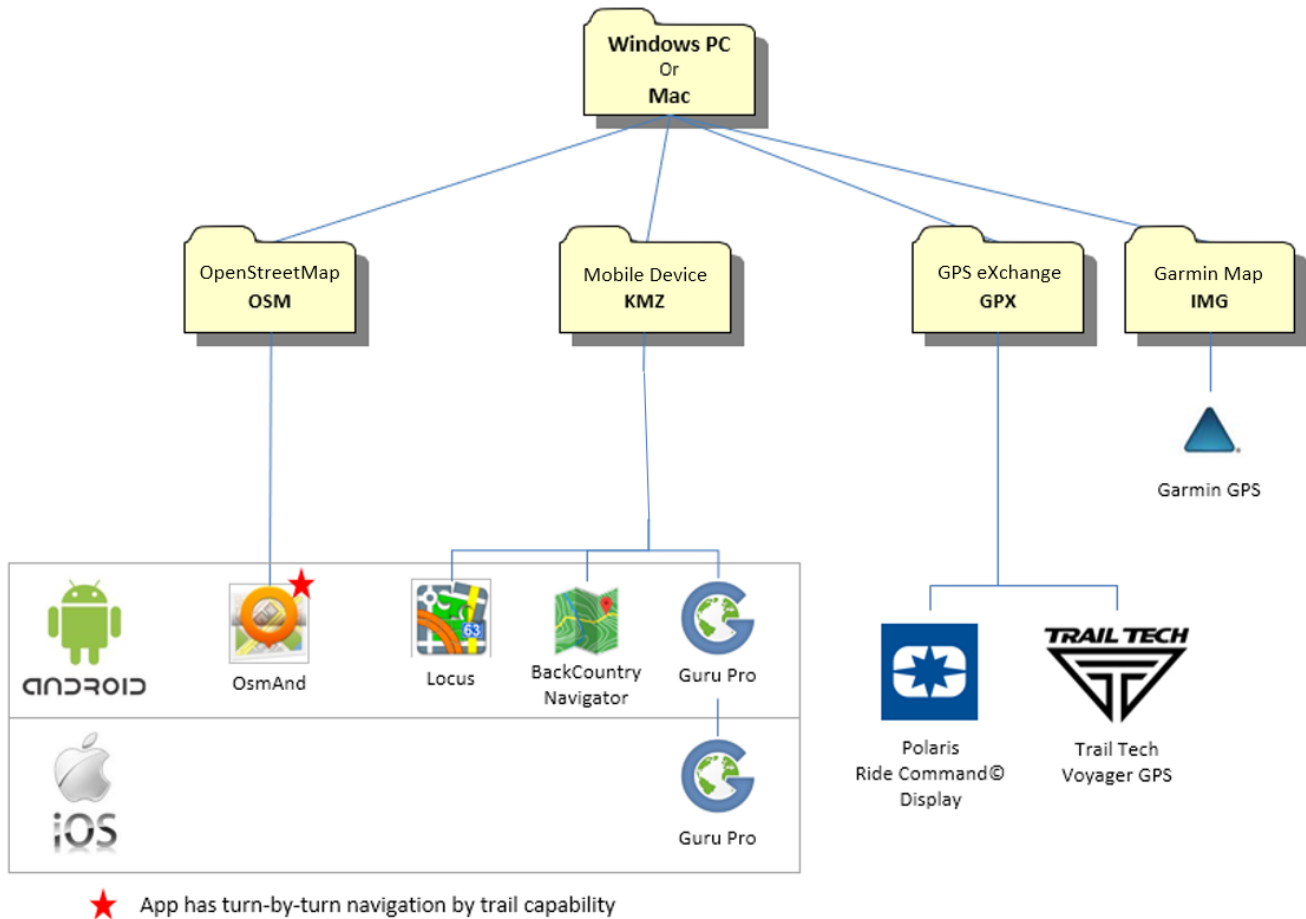 Windows PC
Or
Mac
OpenStreetMap
OSM
Mobile Device
KMZ
GPS eXchange
GPX
Garmin Map
IMG
Garmin GPS
63
ANDROID
OsmAnd
Locus
BackCountry
Navigator
Guru Pro
TRAIL TECH
Polaris
Ride Command©
Display
Trail Tech
Voyager GPS
iOS
Guru Pro
App has turn-by-turn navigation by trail capability